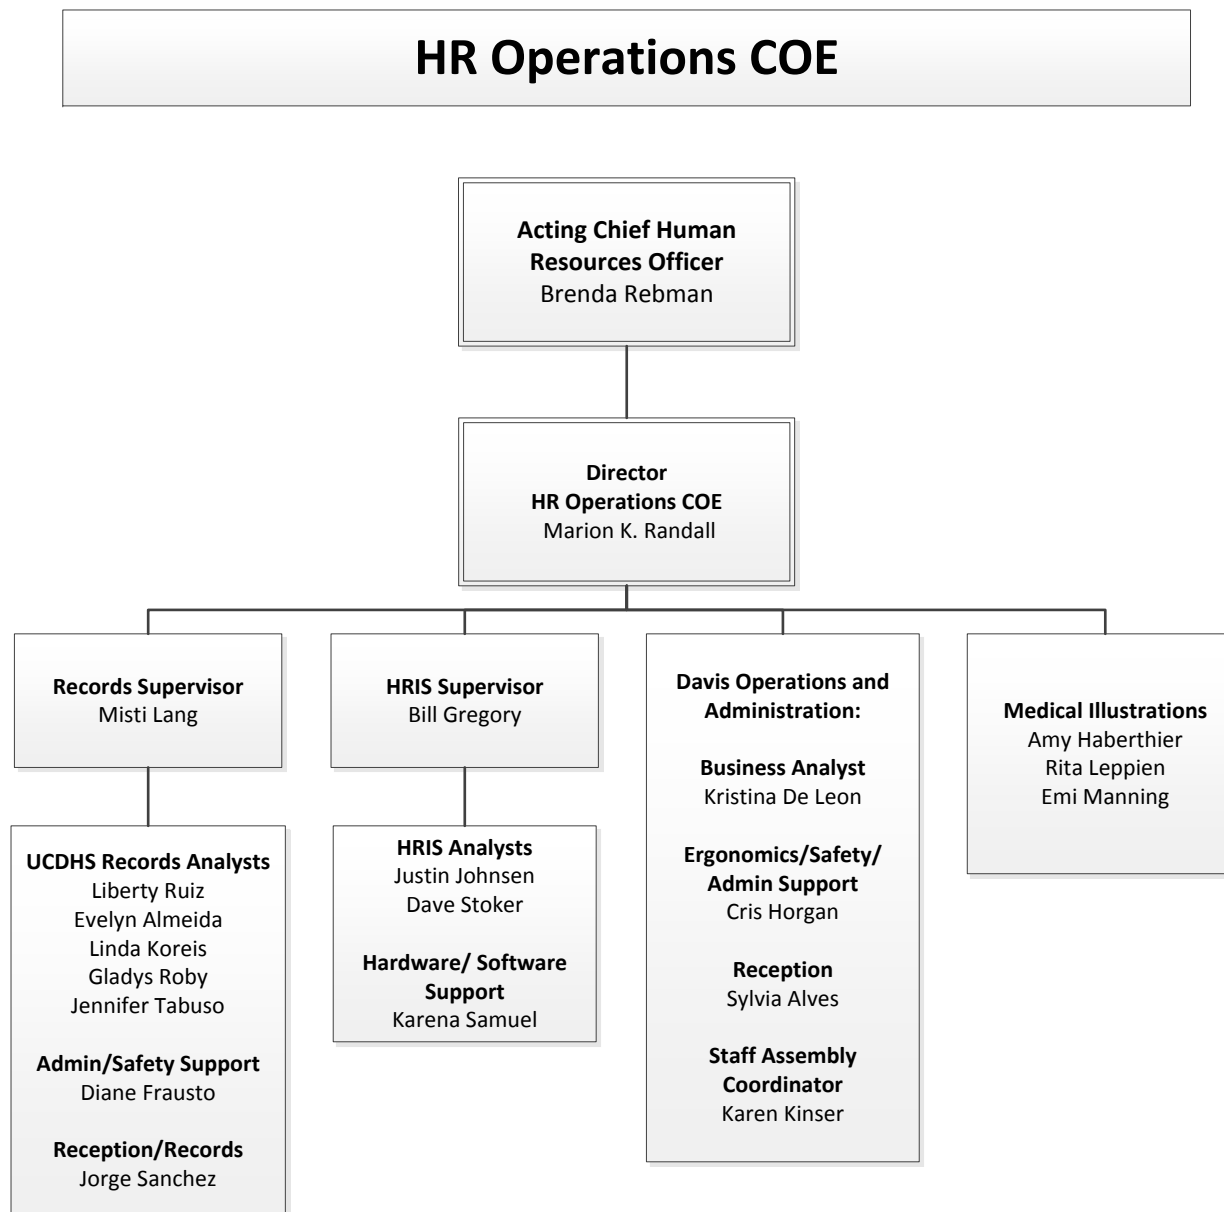 HR Operations COE
Acting Chief Human
Resources Officer
Brenda Rebman
Director
HR Operations COE
Marion K. Randall
Records Supervisor
Misti Lang
HRIS Supervisor
Bill Gregory
Davis Operations and
Administration:
Business Analyst
Kristina De Leon
Ergonomics/Safety/
Admin Support
Cris Horgan
Reception
Sylvia Alves
Staff Assembly
Coordinator
Karen Kinser
Medical Illustrations
Amy Haberthier
Rita Leppien
Emi Manning
UCDHS Records Analysts
Liberty Ruiz
Evelyn Almeida
Linda Koreis
Gladys Roby
Jennifer Tabuso
Admin/Safety Support
Diane Frausto
Reception/Records
Jorge Sanchez
HRIS Analysts
Justin Johnsen
Dave Stoker
Hardware/ Software
Support
Karena Samuel